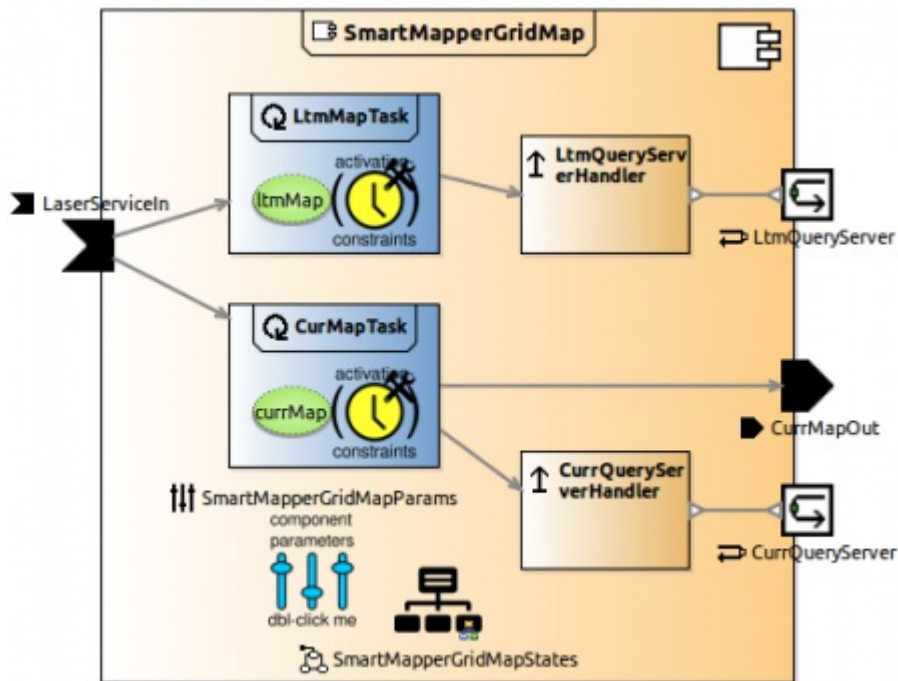 SmartMapperGridMap
LtmMapTask
activation
ltmMap
constraints
LtmQueryServ
erHandler
LaserServiceIn
LtmQueryServer
CurMapTask
activation
currMap
constraints
CurrMapOut
CurrQuerySer
verHandler
CurrQueryServer
SmartMapperGridMapParams
component
parameters
dbl-click me
SmartMapperGridMapStates